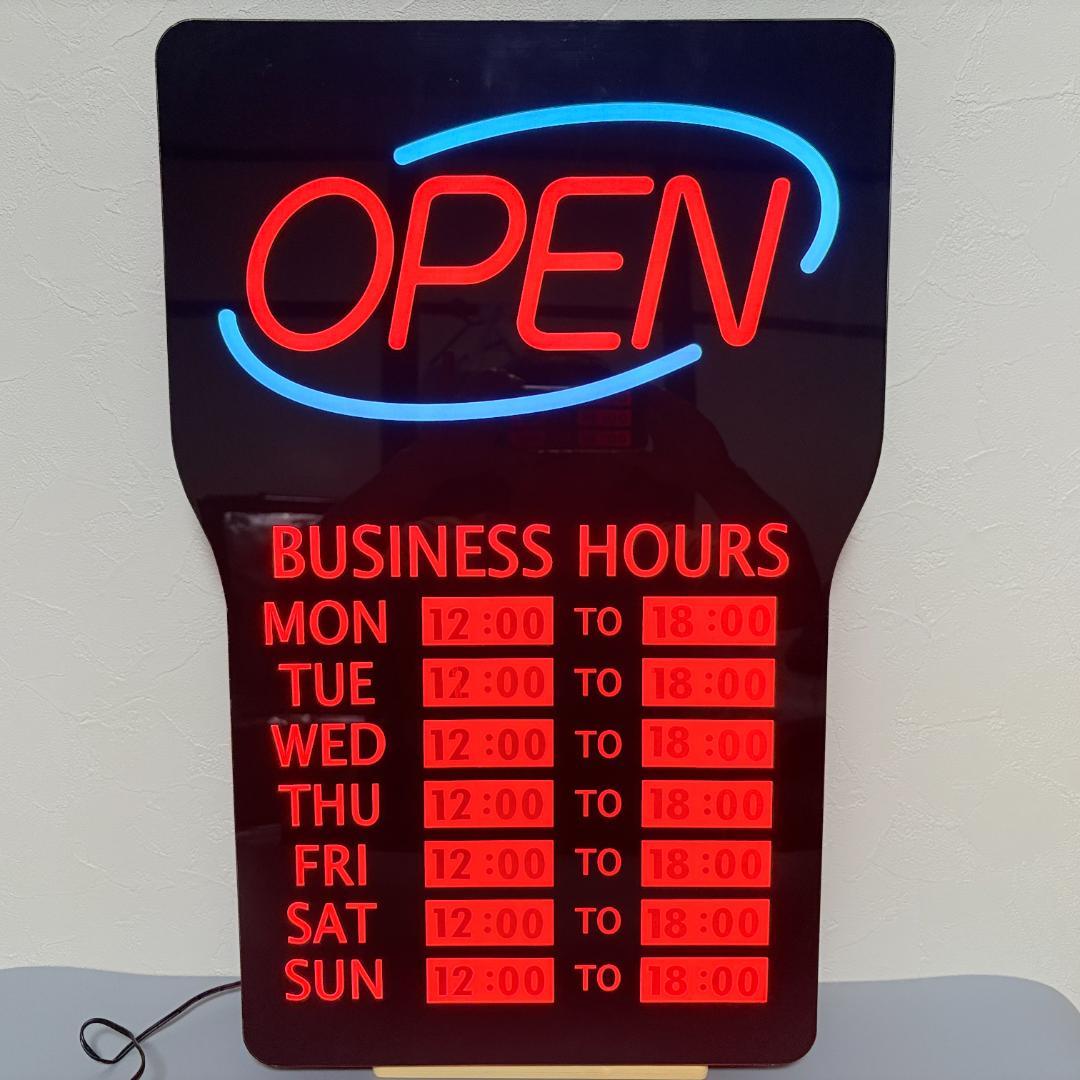 OPEN
BUSINESS HOURS
MON 12:00 TO 18:00
TUE 12:00 TO 18:00
WED 12:00 TO 18:00
THU 12:00 TO 18:00
FRI 12:00 TO 18:00
SAT 12:00 TO 18:00
SUN 12:00 TO 18:00